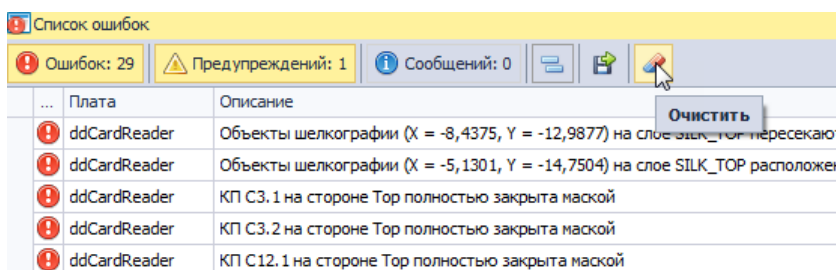 Список ошибок
Ошибок: 29 Предупреждений: 1 Сообщений: 0
Очистить
... Плата Описание
ddCardReader Объекты шелкографии (X = -8,4375, Y = -12,9877) на слое SILK_TOP пересекаю
ddCardReader Объекты шелкографии (X = -5,1301, Y = -14,7504) на слое SILK_TOP расположе
ddCardReader КП C3.1 на стороне Top полностью закрыта маской
ddCardReader КП C3.2 на стороне Top полностью закрыта маской
ddCardReader КП C12.1 на стороне Top полностью закрыта маской